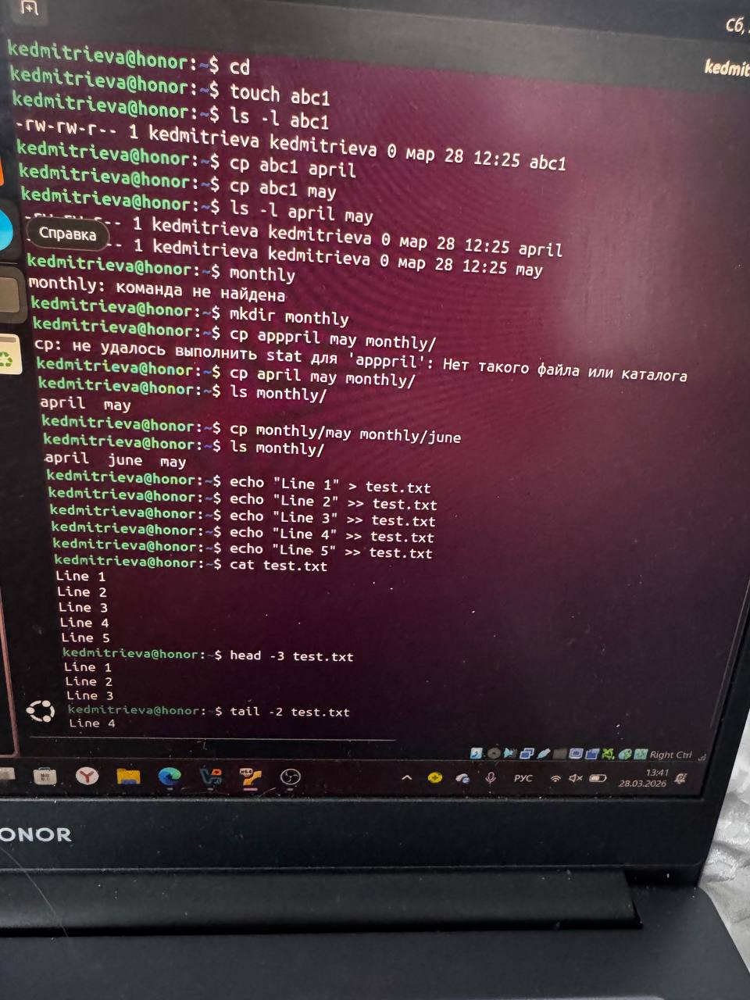 Сб,
kedmit
kedmitrieva@honor:~$ cd
kedmitrieva@honor:~$ touch abc1
kedmitrieva@honor:~$ ls -l abc1
-rw-rw-r-- 1 kedmitrieva kedmitrieva 0 мар 28 12:25 abc1
kedmitrieva@honor:~$ cp abc1 april
kedmitrieva@honor:~$ cp abc1 may
kedmitrieva@honor:~$ ls -l april may
-rw-rw-r-- 1 kedmitrieva kedmitrieva 0 мар 28 12:25 april
Справка
-- 1 kedmitrieva kedmitrieva 0 мар 28 12:25 may
kedmitrieva@honor:~$ monthly
monthly: команда не найдена
kedmitrieva@honor:~$ mkdir monthly
kedmitrieva@honor:~$ cp apppril may monthly/
cp: не удалось выполнить stat для 'apppril': Нет такого файла или каталога
kedmitrieva@honor:~$ cp april may monthly/
kedmitrieva@honor:~$ ls monthly/
april may
kedmitrieva@honor:~$ cp monthly/may monthly/june
kedmitrieva@honor:~$ ls monthly/
april june may
kedmitrieva@honor:~$ echo "Line 1" > test.txt
kedmitrieva@honor:~$ echo "Line 2" >> test.txt
kedmitrieva@honor:~$ echo "Line 3" >> test.txt
kedmitrieva@honor:~$ echo "Line 4" >> test.txt
kedmitrieva@honor:~$ echo "Line 5" >> test.txt
kedmitrieva@honor:~$ cat test.txt
Line 1
Line 2
Line 3
Line 4
Line 5
kedmitrieva@honor:~$ head -3 test.txt
Line 1
Line 2
Line 3
kedmitrieva@honor:~$ tail -2 test.txt
Line 4
Right Ctrl
РУС
13:41
28.03.2026
ONOR